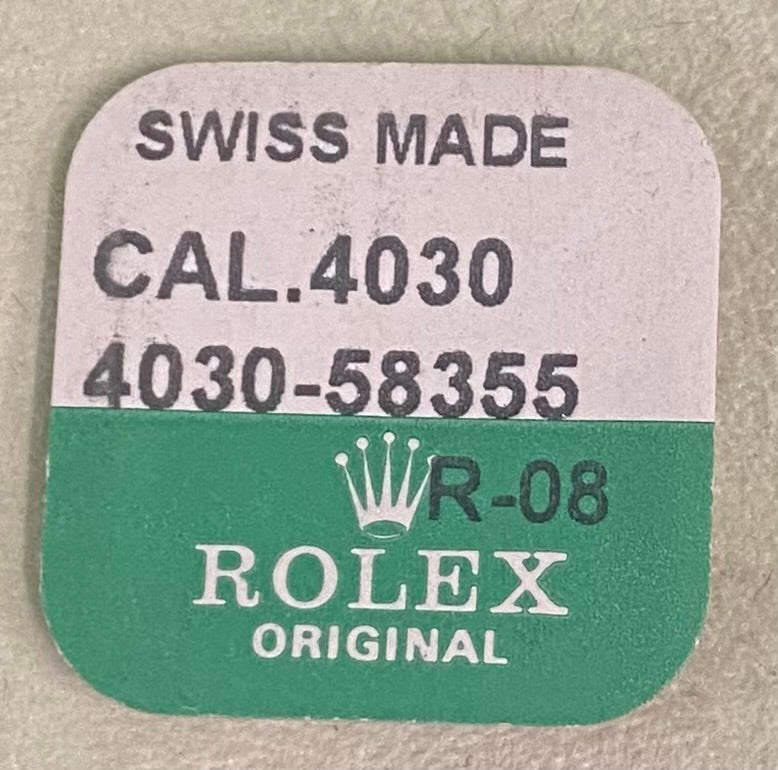 SWISS MADE
CAL.4030
4030-58355
R-08
ROLEX
ORIGINAL